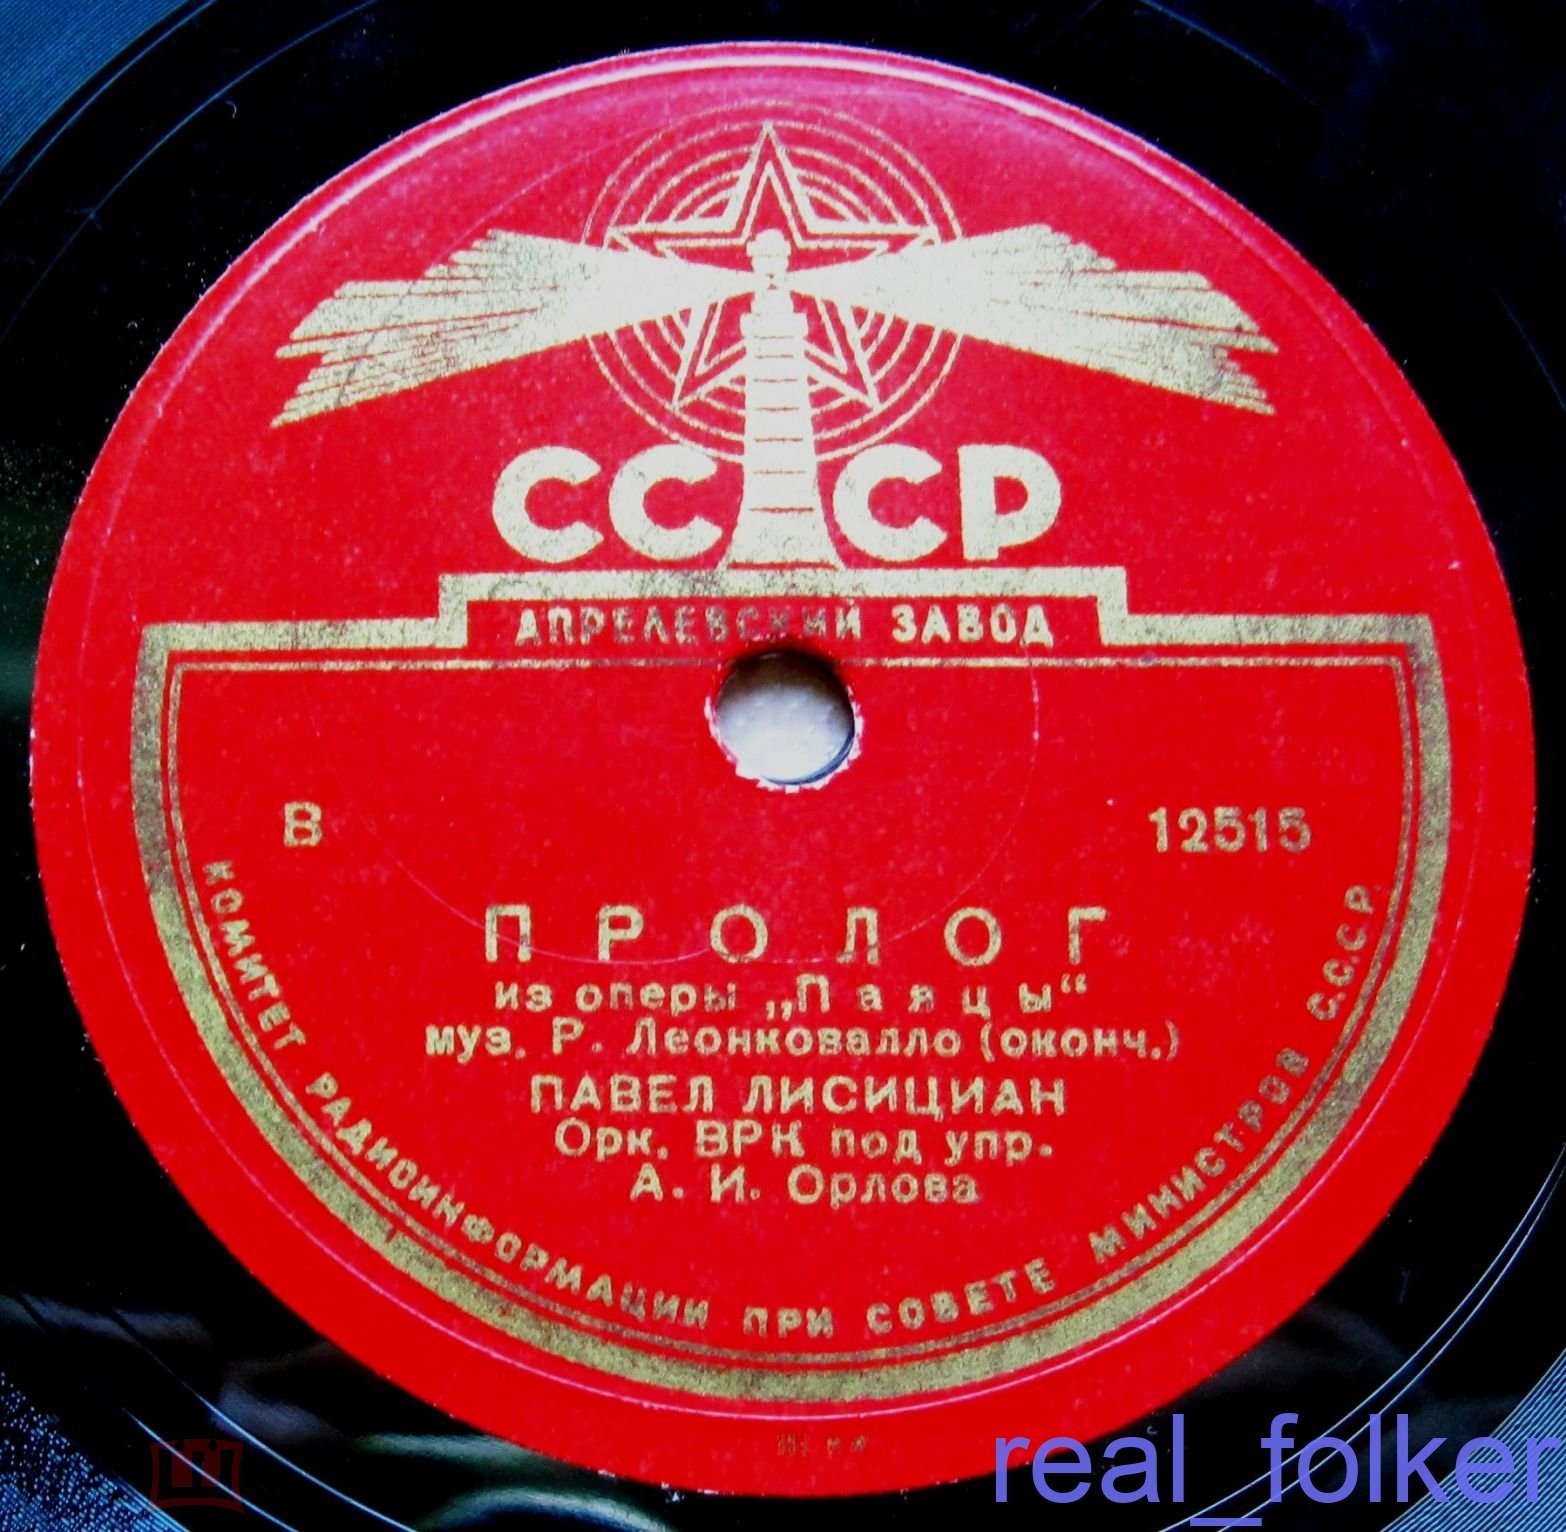 СССР
АПРЕЛЕВСКИЙ ЗАВОД
В 12515
ПРОЛОГ
из оперы „Паяцы“
муз. Р. Леонковалло (оконч.)
ПАВЕЛ ЛИСИЦИАН
Орк. ВРК под упр.
А. И. Орлова
КОМИТЕТ РАДИОИНФОРМАЦИИ ПРИ СОВЕТЕ МИНИСТРОВ С.С.С.Р.
real_folker